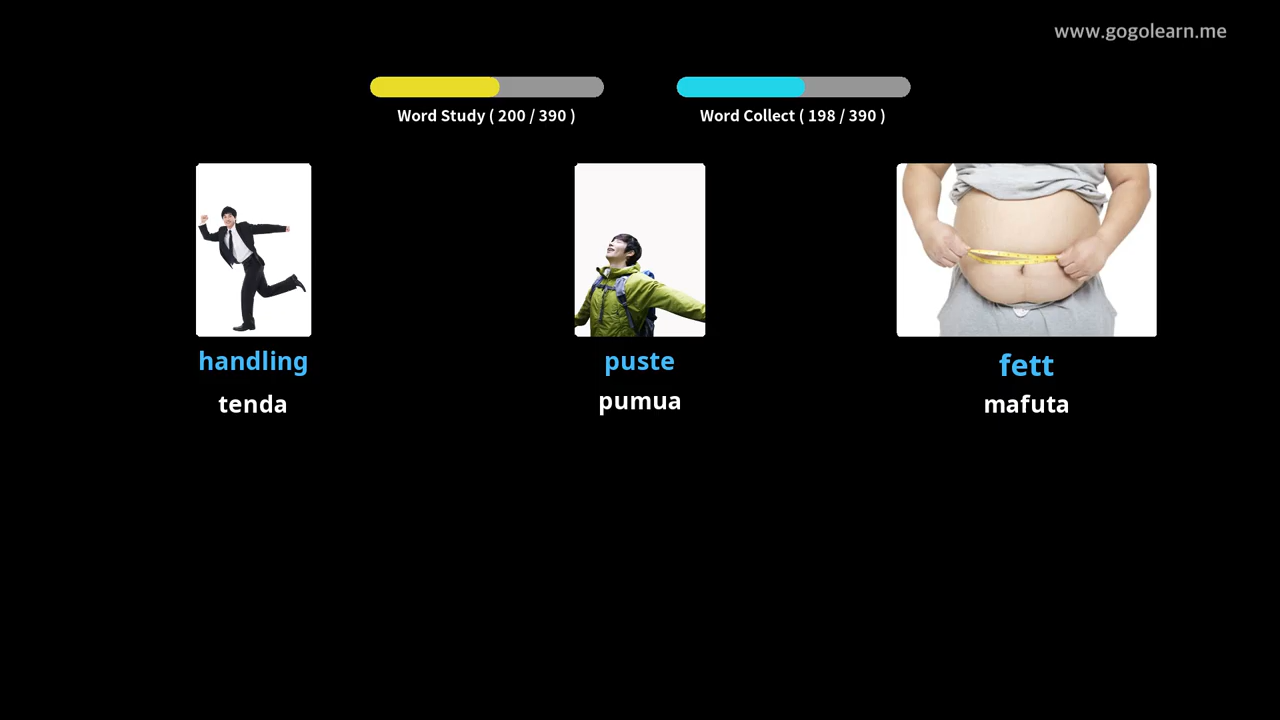 www.gogolearn.me
Word Study ( 200 / 390 )
Word Collect ( 198 / 390 )
handling
puste
fett
tenda
pumua
mafuta